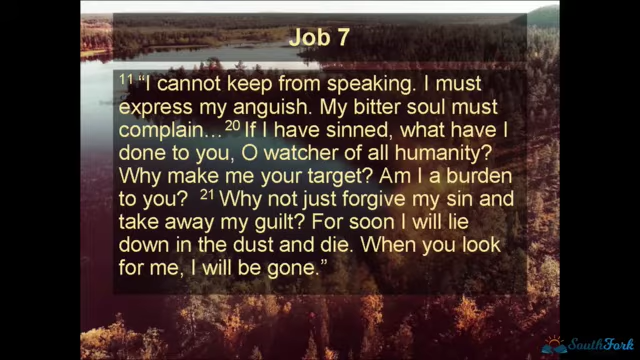 Job 7
11 "I cannot keep from speaking. I must
express my anguish. My bitter soul must
complain… 20 If I have sinned, what have I
done to you, O watcher of all humanity?
Why make me your target? Am I a burden
to you? 21 Why not just forgive my sin and
take away my guilt? For soon I will lie
down in the dust and die. When you look
for me, I will be gone."
SouthFork